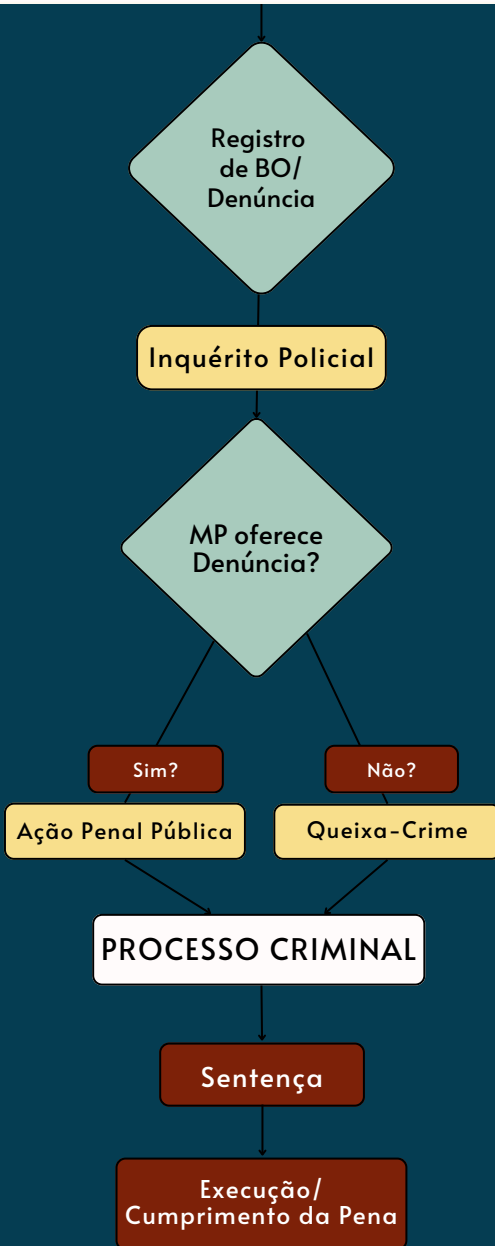 Registro
de BO/
Denúncia
Inquérito Policial
MP oferece
Denúncia?
Sim?
Não?
Ação Penal Pública
Queixa-Crime
PROCESSO CRIMINAL
Sentença
Execução/
Cumprimento da Pena